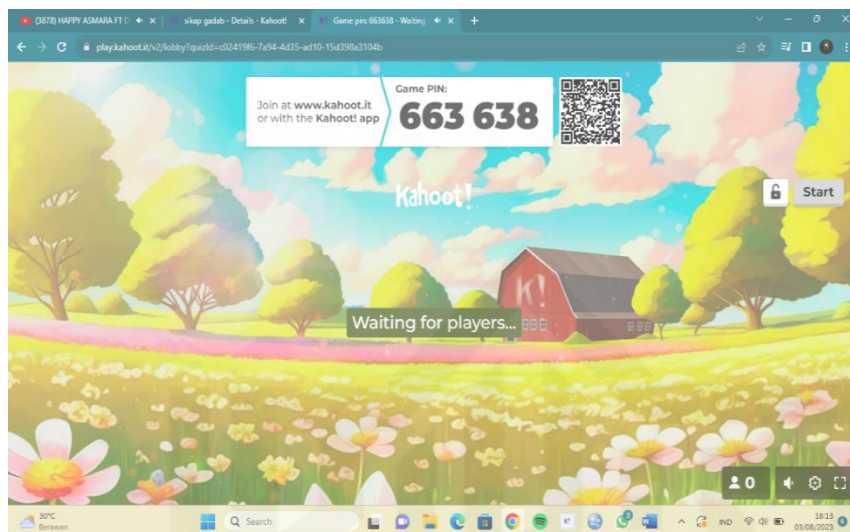 (3878) HAPPY ASMARA FT D
sikap gadab - Details - Kahoot!
Game pin: 663638 - Waiting
play.kahoot.it/v2/lobby?quizId=c02419f6-7a94-4d35-ad10-15d398a3104b
Join at www.kahoot.it
or with the Kahoot! app
Game PIN:
663 638
Kahoot!
Start
K!
Waiting for players...
0
30°C
Berawan
Search
IND
18:13
03/08/2023